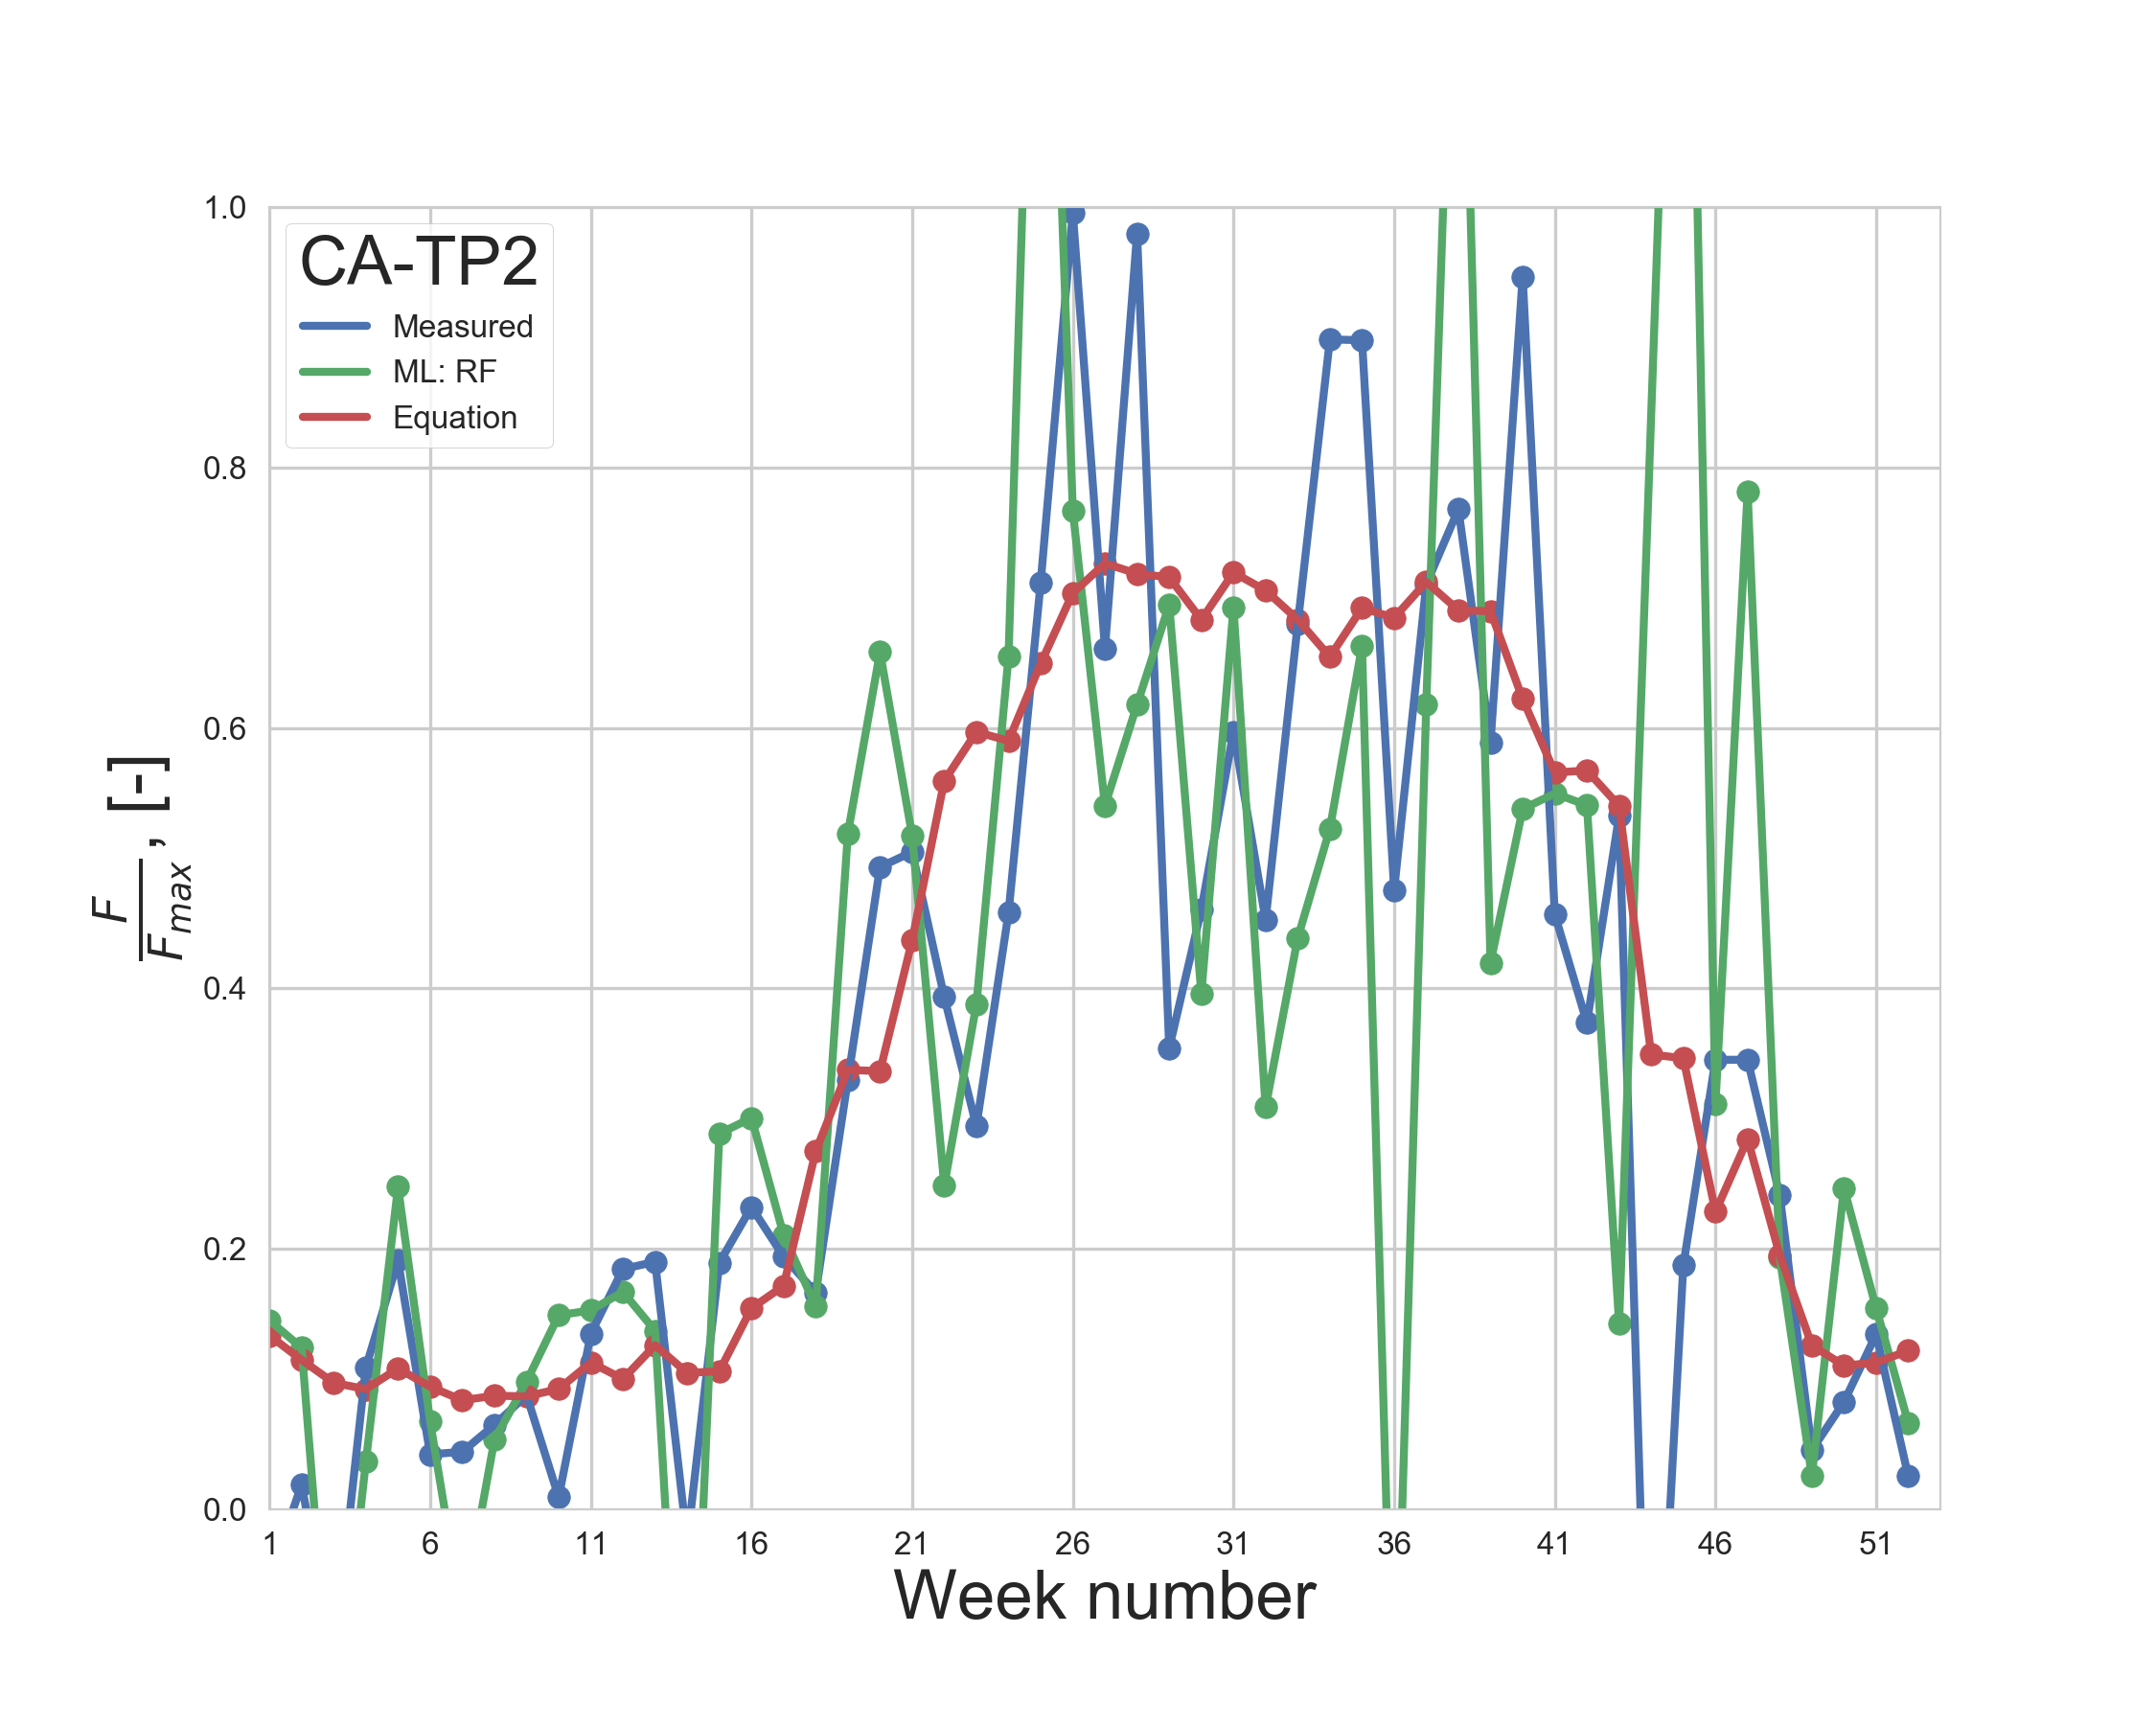 1.0
CA-TP2
Measured
ML: RF
Equation
0.8
0.6
F/Fmax, [-]
0.4
0.2
0.0
1 6 11 16 21 26 31 36 41 46 51
Week number